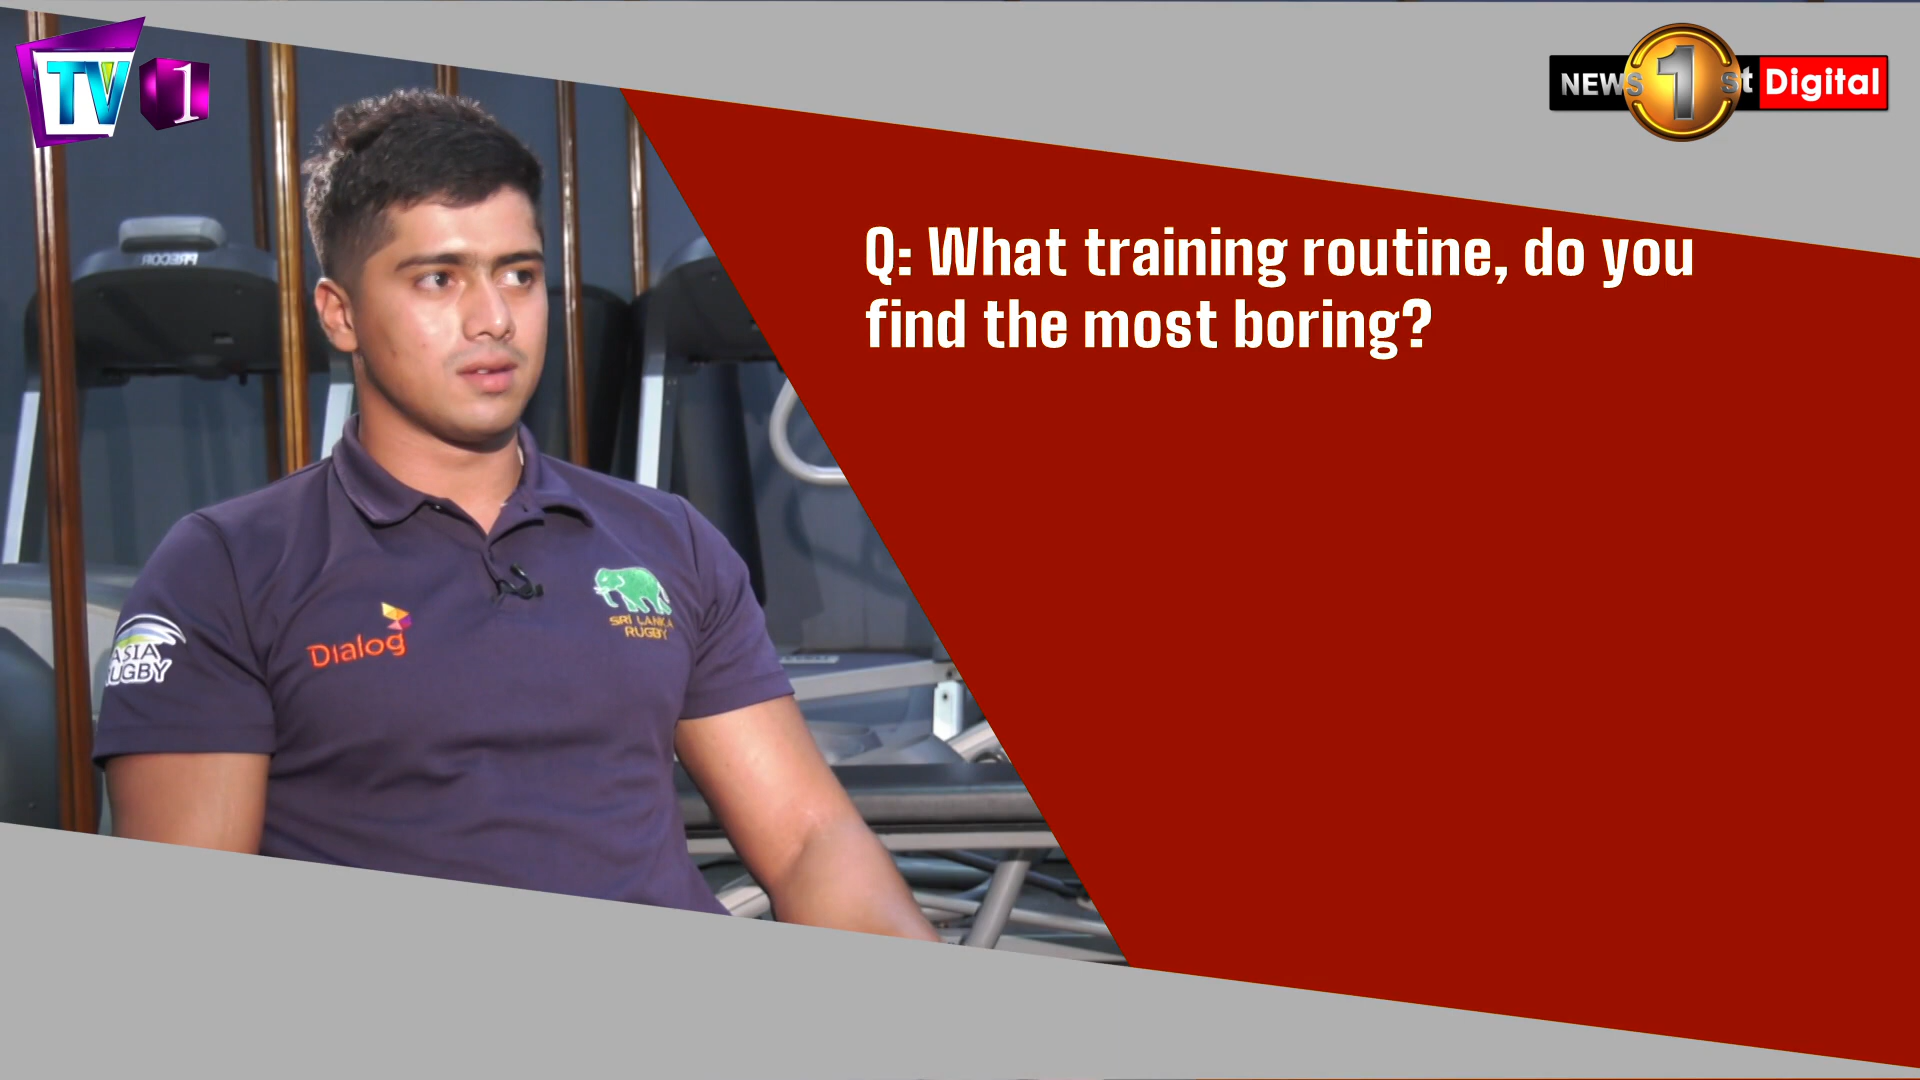 TV 1
NEWS 1st Digital
Q: What training routine, do you
find the most boring?
PRECOR
Dialog
SRI LANKA
RUGBY
ASIA
RUGBY